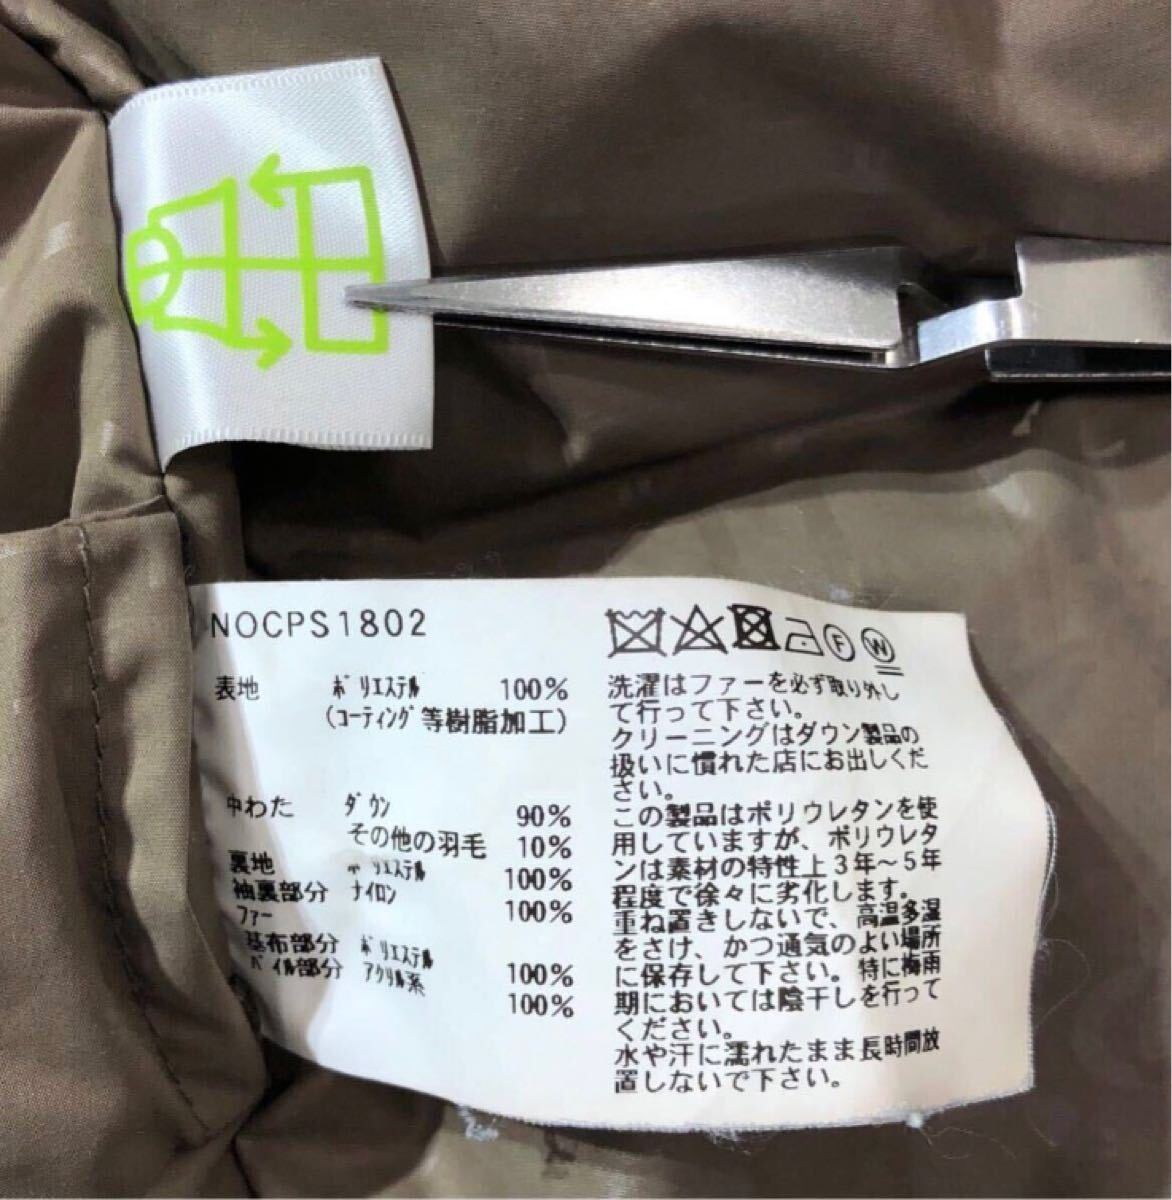 NOCPS1802
表地 ﾎﾟﾘｴｽﾃﾙ 100%
(ｺｰﾃｨﾝｸﾞ等樹脂加工)
中わた ﾀﾞｳﾝ 90%
その他の羽毛 10%
裏地 ﾎﾟﾘｴｽﾃﾙ 100%
袖裏部分 ﾅｲﾛﾝ 100%
ﾌｧｰ
基布部分 ﾎﾟﾘｴｽﾃﾙ 100%
ﾊﾟｲﾙ部分 ｱｸﾘﾙ系 100%
F W
洗濯はファーを必ず取り外し
て行って下さい。
クリーニングはダウン製品の
扱いに慣れた店にお出しくだ
さい。
この製品はポリウレタンを使
用していますが、ポリウレタ
ンは素材の特性上3年～5年
程度で徐々に劣化します。
重ね置きしないで、高温多湿
をさけ、かつ通気のよい場所
に保存して下さい。特に梅雨
期においては陰干しを行って
ください。
水や汗に濡れたまま長時間放
置しないで下さい。